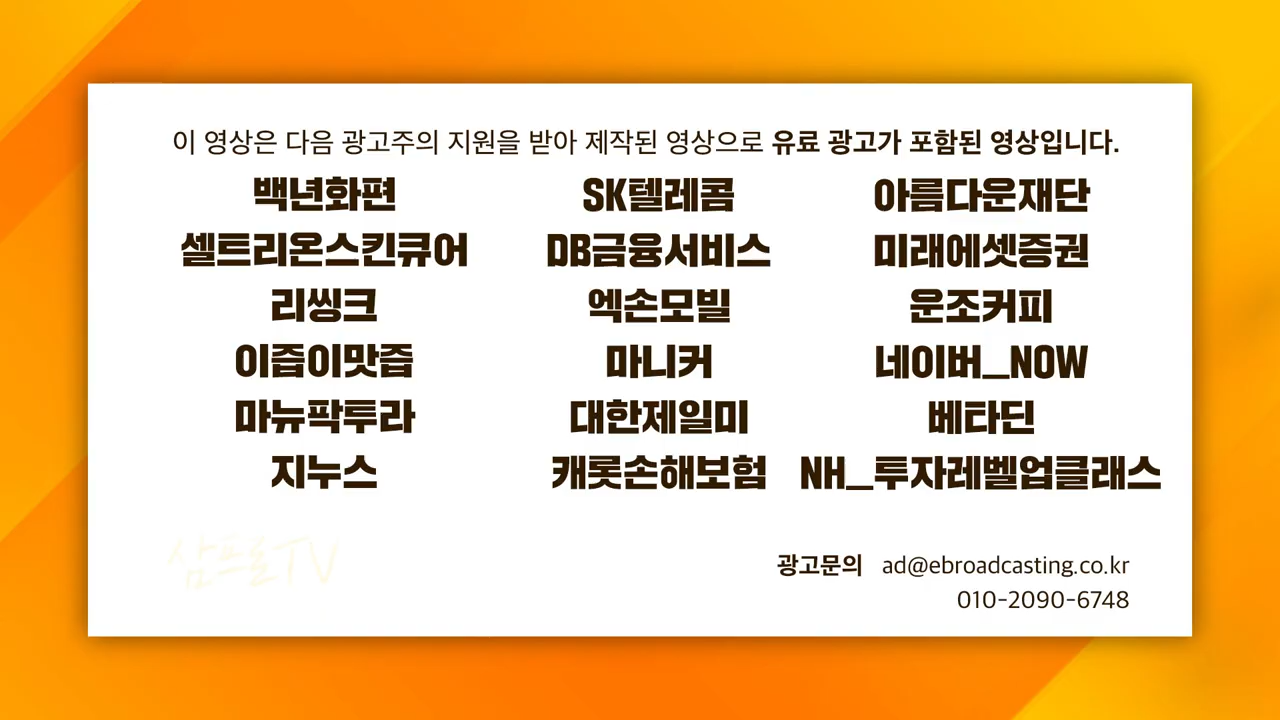 이 영상은 다음 광고주의 지원을 받아 제작된 영상으로 유료 광고가 포함된 영상입니다.
백년화편 SK텔레콤 아름다운재단
셀트리온스킨큐어 DB금융서비스 미래에셋증권
리씽크 엑손모빌 운조커피
이즙이맛즙 마니커 네이버_NOW
마뉴팍투라 대한제일미 베타딘
지누스 캐롯손해보험 NH_투자레벨업클래스
삼프로TV
광고문의 ad@ebroadcasting.co.kr
010-2090-6748